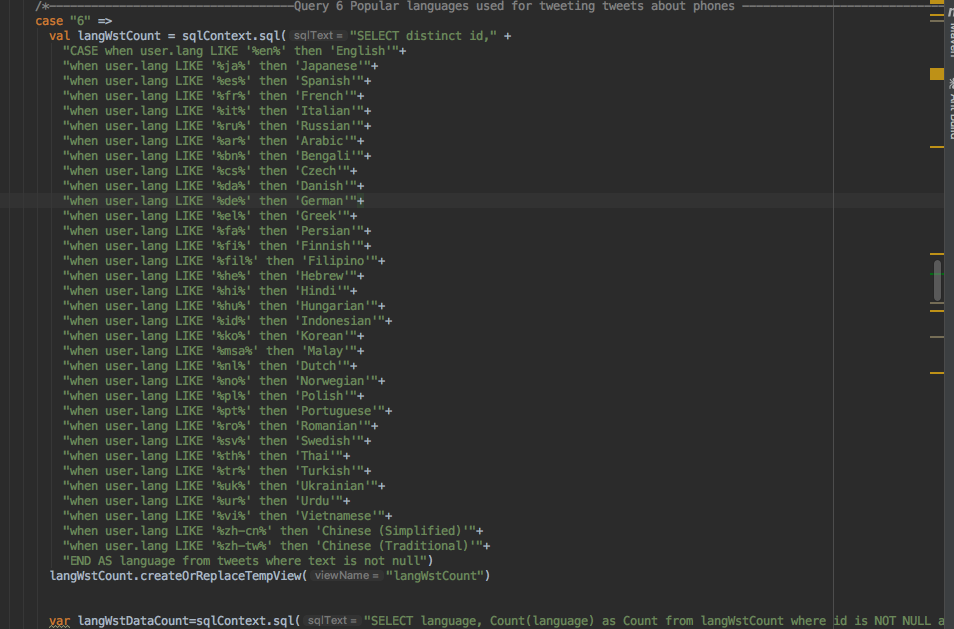 /*—————————————————————————————————Query 6 Popular languages used for tweeting tweets about phones ——————————————————————————
case "6" =>
val langWstCount = sqlContext.sql( sqlText = "SELECT distinct id," +
"CASE when user.lang LIKE '%en%' then 'English'"+
"when user.lang LIKE '%ja%' then 'Japanese'"+
"when user.lang LIKE '%es%' then 'Spanish'"+
"when user.lang LIKE '%fr%' then 'French'"+
"when user.lang LIKE '%it%' then 'Italian'"+
"when user.lang LIKE '%ru%' then 'Russian'"+
"when user.lang LIKE '%ar%' then 'Arabic'"+
"when user.lang LIKE '%bn%' then 'Bengali'"+
"when user.lang LIKE '%cs%' then 'Czech'"+
"when user.lang LIKE '%da%' then 'Danish'"+
"when user.lang LIKE '%de%' then 'German'"+
"when user.lang LIKE '%el%' then 'Greek'"+
"when user.lang LIKE '%fa%' then 'Persian'"+
"when user.lang LIKE '%fi%' then 'Finnish'"+
"when user.lang LIKE '%fil%' then 'Filipino'"+
"when user.lang LIKE '%he%' then 'Hebrew'"+
"when user.lang LIKE '%hi%' then 'Hindi'"+
"when user.lang LIKE '%hu%' then 'Hungarian'"+
"when user.lang LIKE '%id%' then 'Indonesian'"+
"when user.lang LIKE '%ko%' then 'Korean'"+
"when user.lang LIKE '%msa%' then 'Malay'"+
"when user.lang LIKE '%nl%' then 'Dutch'"+
"when user.lang LIKE '%no%' then 'Norwegian'"+
"when user.lang LIKE '%pl%' then 'Polish'"+
"when user.lang LIKE '%pt%' then 'Portuguese'"+
"when user.lang LIKE '%ro%' then 'Romanian'"+
"when user.lang LIKE '%sv%' then 'Swedish'"+
"when user.lang LIKE '%th%' then 'Thai'"+
"when user.lang LIKE '%tr%' then 'Turkish'"+
"when user.lang LIKE '%uk%' then 'Ukrainian'"+
"when user.lang LIKE '%ur%' then 'Urdu'"+
"when user.lang LIKE '%vi%' then 'Vietnamese'"+
"when user.lang LIKE '%zh-cn%' then 'Chinese (Simplified)'"+
"when user.lang LIKE '%zh-tw%' then 'Chinese (Traditional)'"+
"END AS language from tweets where text is not null")
langWstCount.createOrReplaceTempView( viewName = "langWstCount")
var langWstDataCount=sqlContext.sql( sqlText = "SELECT language, Count(language) as Count from langWstCount where id is NOT NULL a